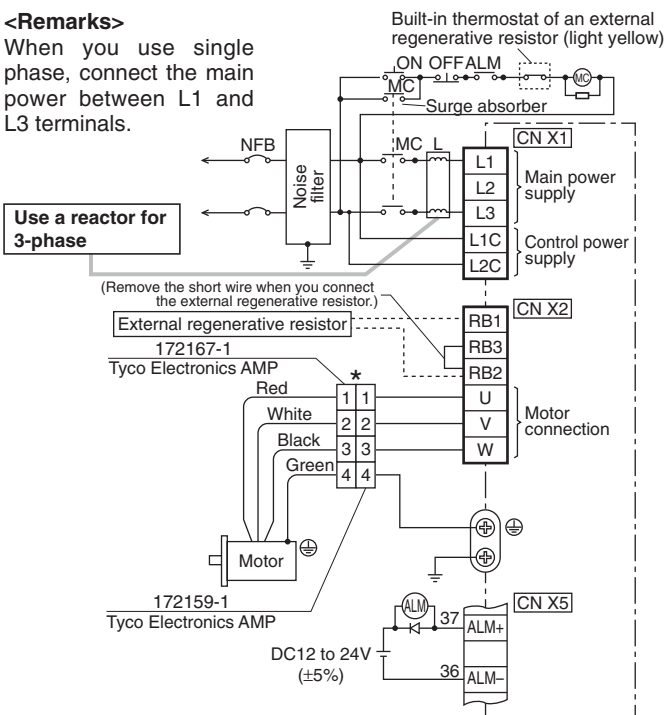 <Remarks>
When you use single
phase, connect the main
power between L1 and
L3 terminals.
Built-in thermostat of an external
regenerative resistor (light yellow)
ON OFF ALM
MC
MC
Surge absorber
NFB
Noise
filter
MC L
CN X1
L1
L2
L3
Main power
supply
L1C
L2C
Control power
supply
Use a reactor for
3-phase
(Remove the short wire when you connect
the external regenerative resistor.)
External regenerative resistor
CN X2
RB1
RB3
RB2
U
V
W
Motor
connection
172167-1
Tyco Electronics AMP
*
Red
1 1
White
2 2
Black
3 3
Green
4 4
Motor
172159-1
Tyco Electronics AMP
CN X5
ALM
37
ALM+
DC12 to 24V
(±5%)
36
ALM−